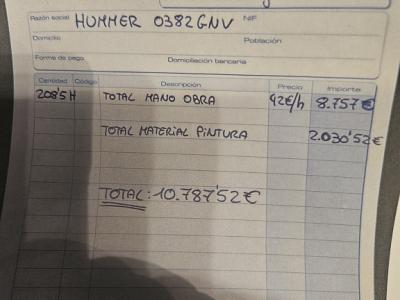 Razón social HUMMER 0382GNV NIF
Domicilio Población
Forma de pago Domiciliación bancaria
Cantidad Código Descripción Precio Importe
208'5 H TOTAL MANO OBRA 42€/h 8.757€
TOTAL MATERIAL PINTURA 2.030'52€
TOTAL: 10.787'52€